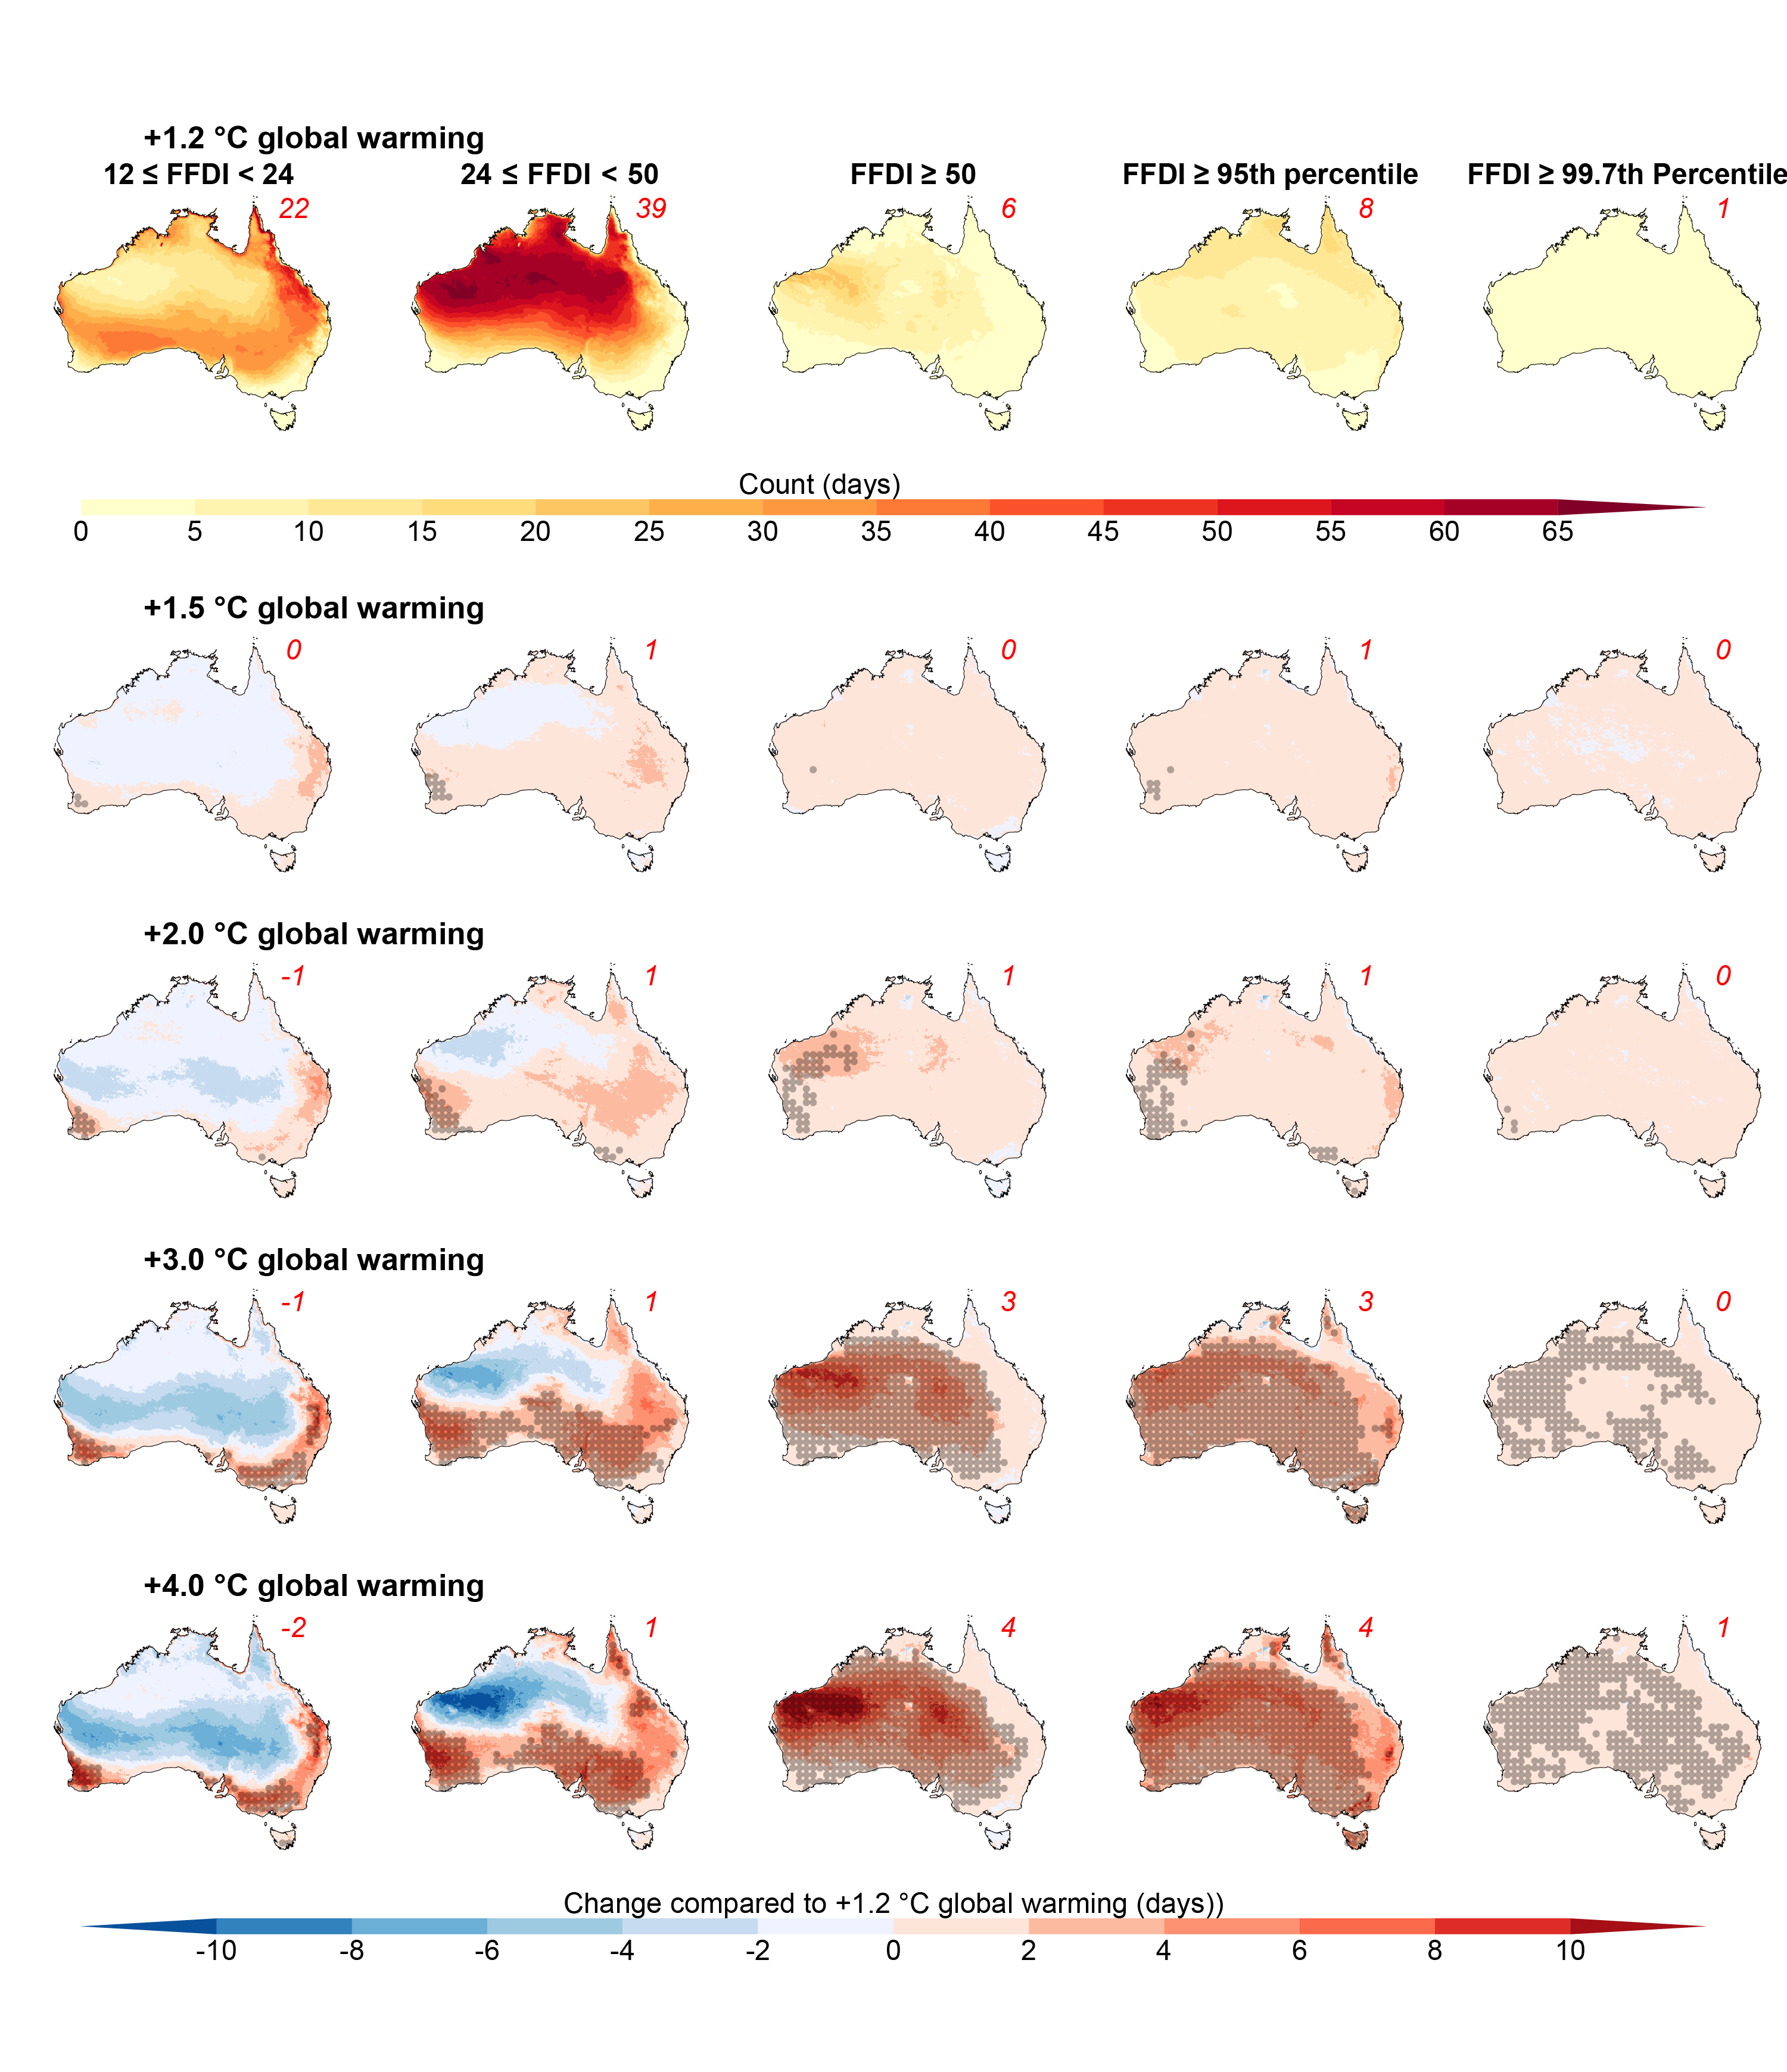 +1.2 °C global warming
12 ≤ FFDI < 24 24 ≤ FFDI < 50 FFDI ≥ 50 FFDI ≥ 95th percentile FFDI ≥ 99.7th Percentile
22 39 6 8 1
Count (days)
0 5 10 15 20 25 30 35 40 45 50 55 60 65
+1.5 °C global warming
0 1 0 1 0
+2.0 °C global warming
-1 1 1 1 0
+3.0 °C global warming
-1 1 3 3 0
+4.0 °C global warming
-2 1 4 4 1
Change compared to +1.2 °C global warming (days))
-10 -8 -6 -4 -2 0 2 4 6 8 10